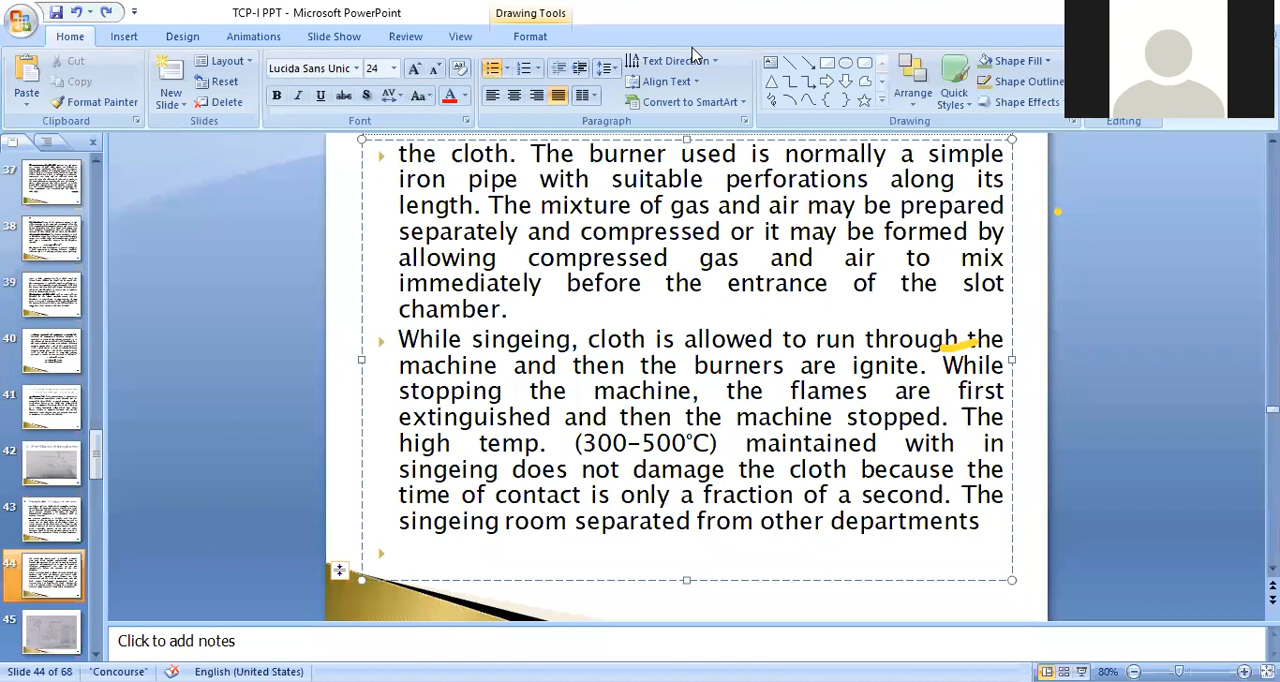 TCP-I PPT - Microsoft PowerPoint
Drawing Tools
Home Insert Design Animations Slide Show Review View Format
Paste
Cut
Copy
Format Painter
Clipboard
New Slide
Layout
Reset
Delete
Slides
Lucida Sans Unic 24
B I U abc S AV Aa A
Font
Text Direction
Align Text
Convert to SmartArt
Paragraph
Arrange
Quick Styles
Shape Fill
Shape Outline
Shape Effects
Drawing
Editing
37
38
39
40
41
42
43
44
45
the cloth. The burner used is normally a simple
iron pipe with suitable perforations along its
length. The mixture of gas and air may be prepared
separately and compressed or it may be formed by
allowing compressed gas and air to mix
immediately before the entrance of the slot
chamber.
While singeing, cloth is allowed to run through the
machine and then the burners are ignite. While
stopping the machine, the flames are first
extinguished and then the machine stopped. The
high temp. (300-500°C) maintained with in
singeing does not damage the cloth because the
time of contact is only a fraction of a second. The
singeing room separated from other departments
Click to add notes
Slide 44 of 68 "Concourse" English (United States) 80%